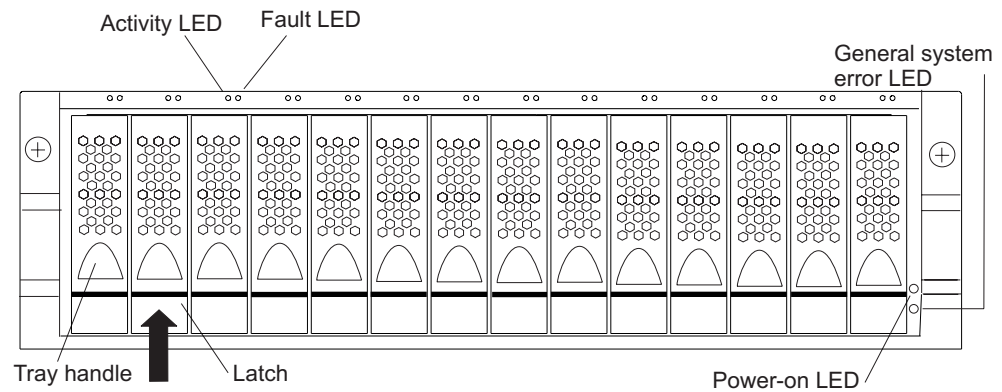 Activity LED
Fault LED
General system
error LED
Tray handle
Latch
Power-on LED